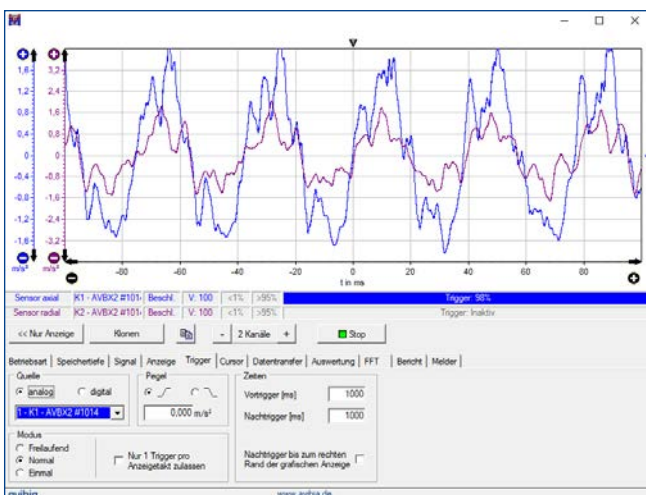 1,6 3,2
1,2 2,4
0,8 1,6
0,4 0,8
0 0
-0,4 -0,8
-0,8 -1,6
-1,2 -2,4
-1,6 -3,2
m/s² m/s²
-80 -60 -40 -20 0 20 40 60 80
t in ms
Sensor axial K1 - AVBX2 #101 Beschl. V: 100 <1% >95% Trigger: 98%
Sensor radial K2 - AVBX2 #101 Beschl. V: 100 <1% >95% Trigger: Inaktiv
<< Nur Anzeige Klonen - 2 Kanäle + Stop
Betriebsart Speichertiefe Signal Anzeige Trigger Cursor Datentransfer Auswertung FFT Bericht Melder
Quelle Pegel Zeiten
analog digital Vortrigger [ms] 1000
1 - K1 - AVBX2 #1014 0,000 m/s² Nachtrigger [ms] 1000
Modus
Freilaufend
Normal
Einmal
Nur 1 Trigger pro
Anzeigetakt zulassen
Nachtrigger bis zum rechten
Rand der grafischen Anzeige